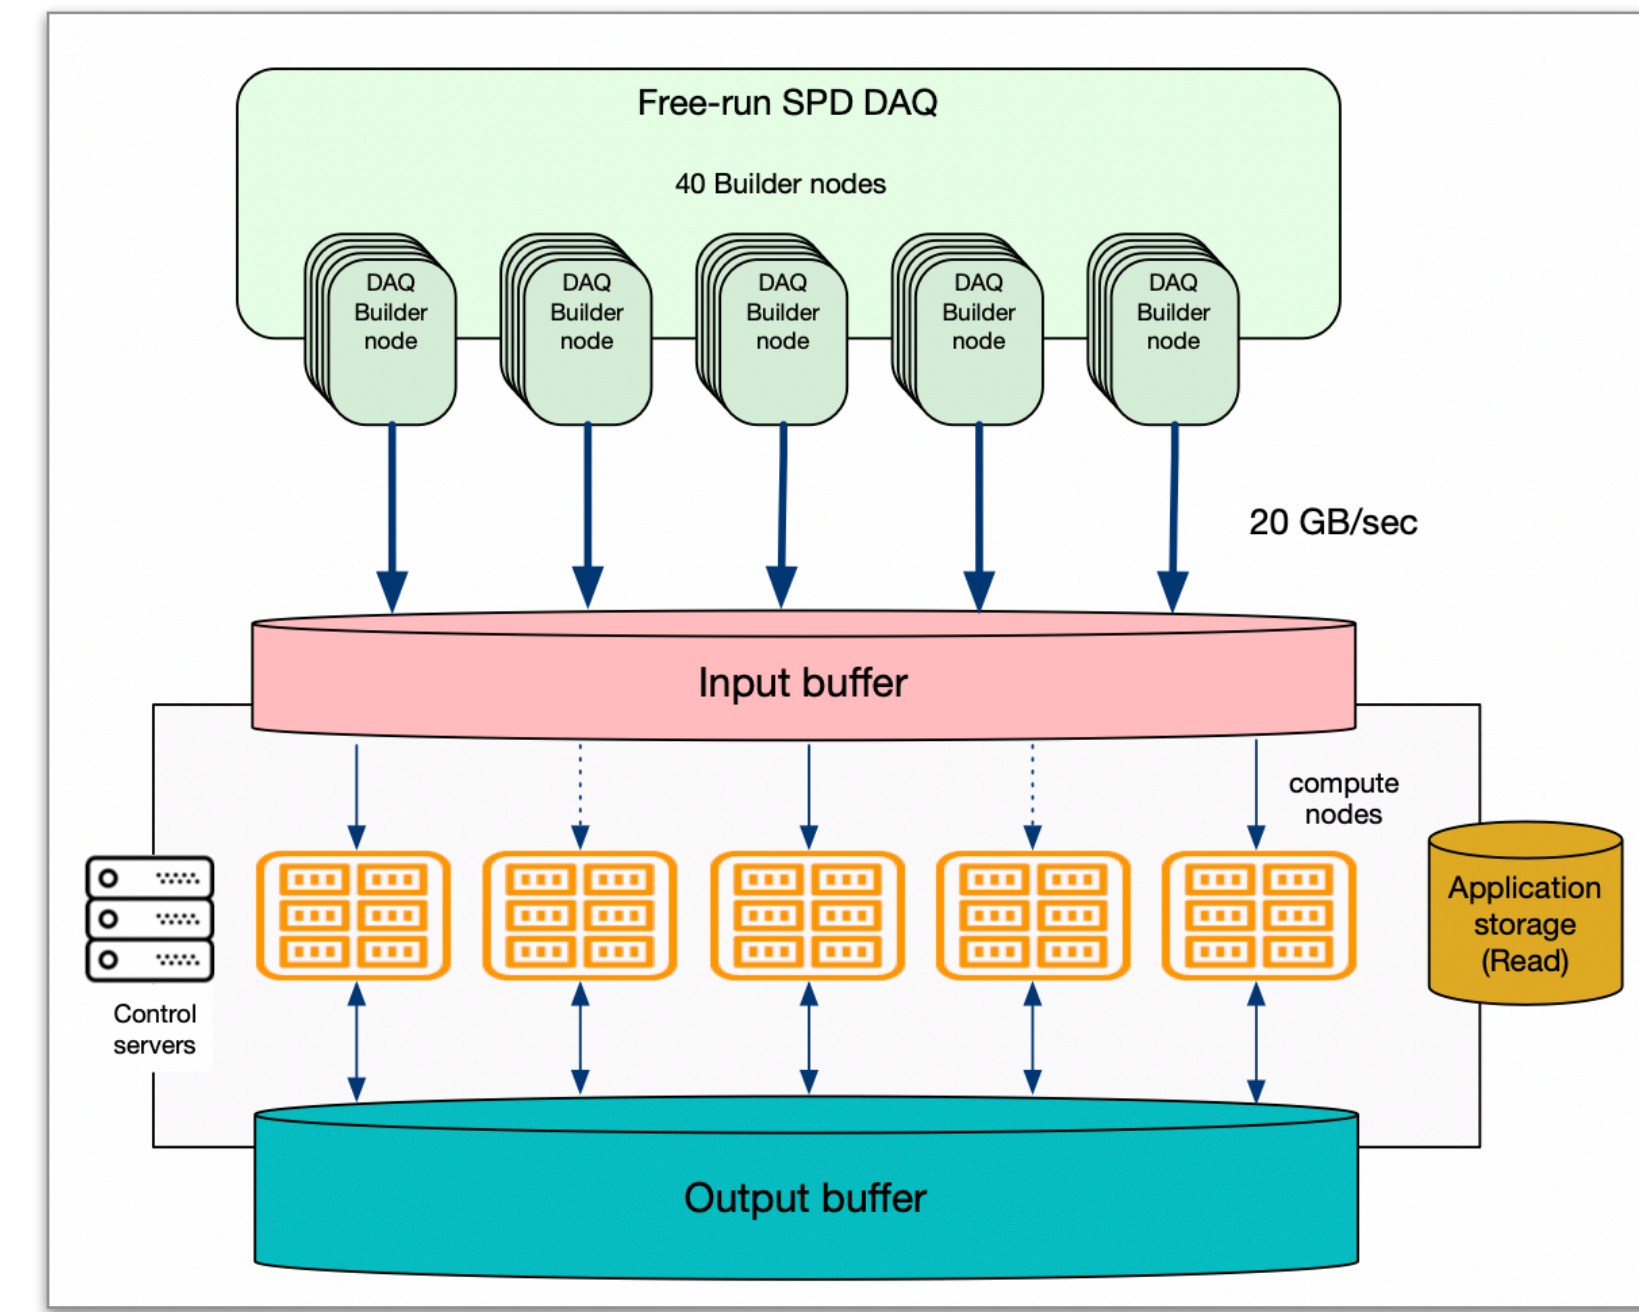 Free-run SPD DAQ
40 Builder nodes
DAQ
Builder
node
DAQ
Builder
node
DAQ
Builder
node
DAQ
Builder
node
DAQ
Builder
node
20 GB/sec
Input buffer
compute
nodes
Control
servers
Application
storage
(Read)
Output buffer